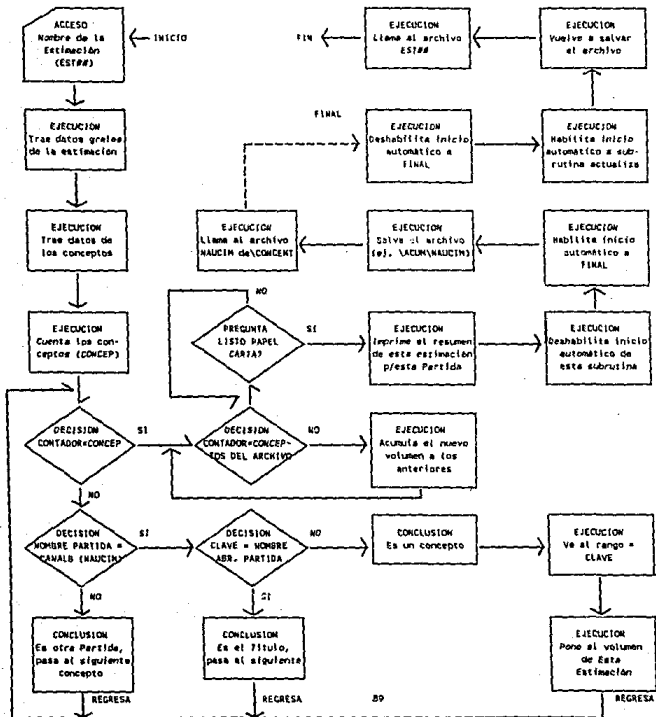 ACCESO
Nombre de la
Estimación
(EST##)
INICIO
FIN
EJECUCION
Llama al archivo
EST##
EJECUCION
Vuelve a salvar
el archivo
EJECUCION
Trae datos grales
de la estimación
FINAL
EJECUCION
Deshabilita inicio
automático a
FINAL
EJECUCION
Habilita inicio
automático a sub-
rutina actualiza
EJECUCION
Trae datos de
los conceptos
EJECUCION
Llama al archivo
NAUCIM de\CONCENT
EJECUCION
Salva el archivo
(ej. \ACUM\NAUCIM)
EJECUCION
Habilita inicio
automático a
FINAL
EJECUCION
Cuenta los con-
ceptos (CONCEP)
NO
PREGUNTA
LISTO PAPEL
CARTA?
SI
EJECUCION
Imprime el resumen
de esta estimación
p/esta Partida
EJECUCION
Deshabilita inicio
automático de
esta subrutina
DECISION
CONTADOR=CONCEP
SI
DECISION
CONTADOR=CONCEP-
TOS DEL ARCHIVO
NO
EJECUCION
Acumula el nuevo
volumen a los
anteriores
NO
DECISION
NOMBRE PARTIDA =
CANALB (NAUCIM)
SI
DECISION
CLAVE = NOMBRE
ABR. PARTIDA
NO
CONCLUSION
Es un concepto
EJECUCION
Ve al rango =
CLAVE
NO
SI
CONCLUSION
Es otra Partida,
pasa al siguiente
concepto
CONCLUSION
Es el Título,
pasa al siguiente
EJECUCION
Pone el volumen
de Esta
Estimación
REGRESA
REGRESA
89
REGRESA